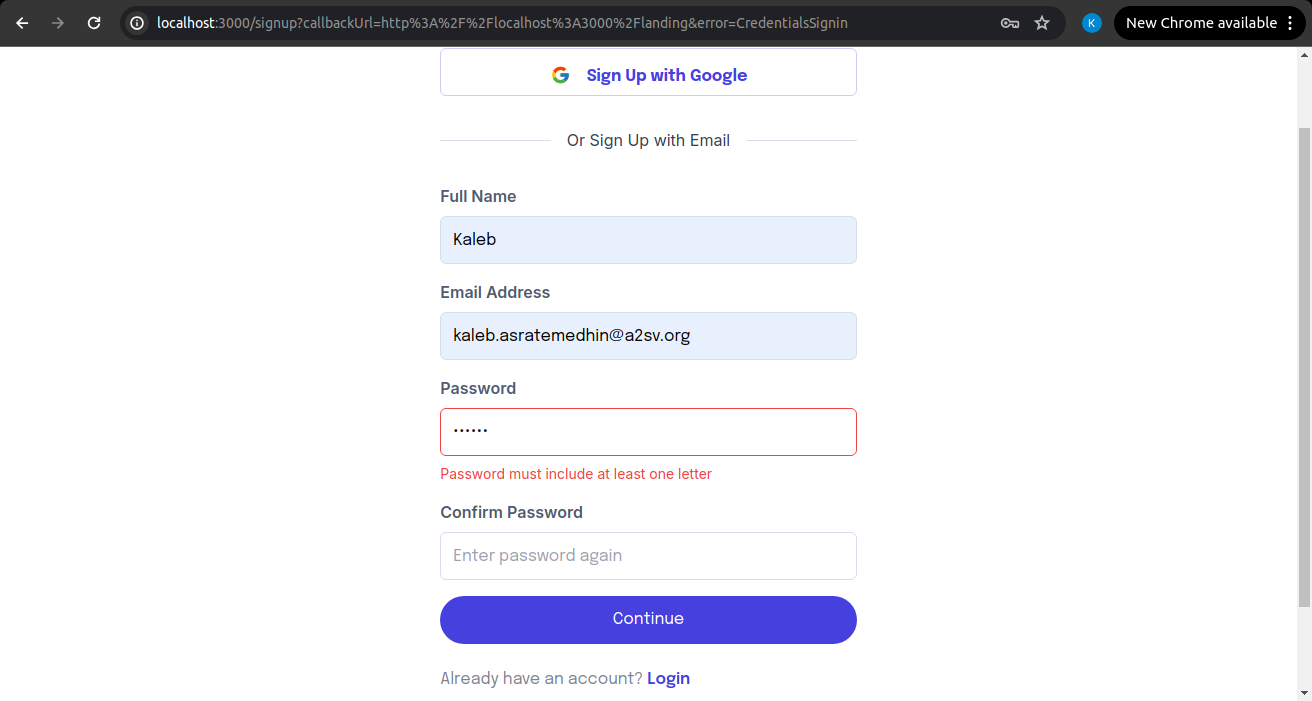 localhost:3000/signup?callbackUrl=http%3A%2F%2Flocalhost%3A3000%2Flanding&error=CredentialsSignin
K
New Chrome available
Sign Up with Google
Or Sign Up with Email
Full Name
Kaleb
Email Address
kaleb.asratemedhin@a2sv.org
Password
••••••
Password must include at least one letter
Confirm Password
Enter password again
Continue
Already have an account? Login